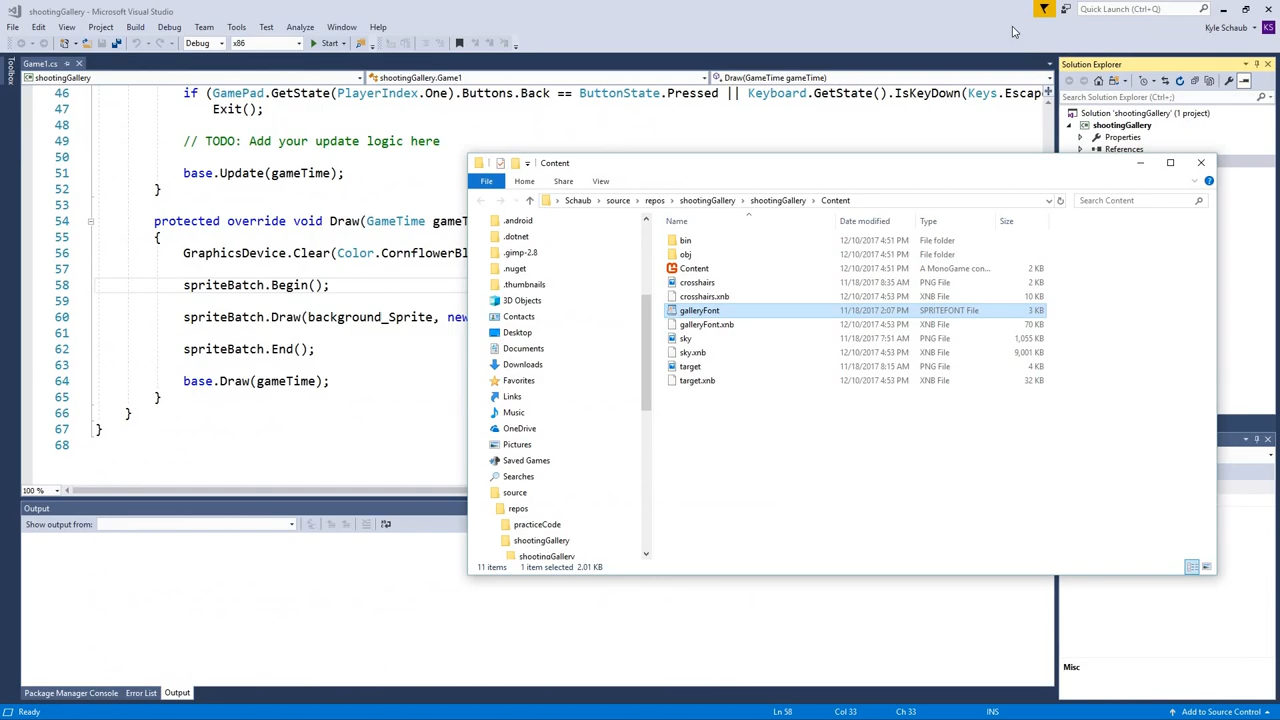 shootingGallery - Microsoft Visual Studio
Quick Launch (Ctrl+Q)
File Edit View Project Build Debug Team Tools Test Analyze Window Help
Kyle Schaub KS
Debug x86 Start
Toolbox
Game1.cs
Solution Explorer
shootingGallery shootingGallery.Game1 Draw(GameTime gameTime)
Search Solution Explorer (Ctrl+;)
Solution 'shootingGallery' (1 project)
shootingGallery
Properties
References
46 if (GamePad.GetState(PlayerIndex.One).Buttons.Back == ButtonState.Pressed || Keyboard.GetState().IsKeyDown(Keys.Escape
47 Exit();
48
49 // TODO: Add your update logic here
50
51 base.Update(gameTime);
52 }
53
54 protected override void Draw(GameTime gameT
55 {
56 GraphicsDevice.Clear(Color.CornflowerBl
57
58 spriteBatch.Begin();
59
60 spriteBatch.Draw(background_Sprite, new
61
62 spriteBatch.End();
63
64 base.Draw(gameTime);
65 }
66 }
67 }
68
100 %
Content
File Home Share View
Schaub source repos shootingGallery shootingGallery Content
Search Content
.android
.dotnet
.gimp-2.8
.nuget
.thumbnails
3D Objects
Contacts
Desktop
Documents
Downloads
Favorites
Links
Music
OneDrive
Pictures
Saved Games
Searches
source
repos
practiceCode
shootingGallery
shootingGallery
Name Date modified Type Size
bin 12/10/2017 4:51 PM File folder
obj 12/10/2017 4:51 PM File folder
Content 12/10/2017 4:51 PM A MonoGame con... 2 KB
crosshairs 11/18/2017 8:35 AM PNG File 2 KB
crosshairs.xnb 12/10/2017 4:53 PM XNB File 10 KB
galleryFont 11/18/2017 2:07 PM SPRITEFONT File 3 KB
galleryFont.xnb 12/10/2017 4:53 PM XNB File 70 KB
sky 11/18/2017 7:51 AM PNG File 1,055 KB
sky.xnb 12/10/2017 4:53 PM XNB File 9,001 KB
target 11/18/2017 8:15 AM PNG File 4 KB
target.xnb 12/10/2017 4:53 PM XNB File 32 KB
11 items 1 item selected 2.01 KB
Output
Show output from:
Misc
Package Manager Console Error List Output
Ready Ln 58 Col 33 Ch 33 INS Add to Source Control